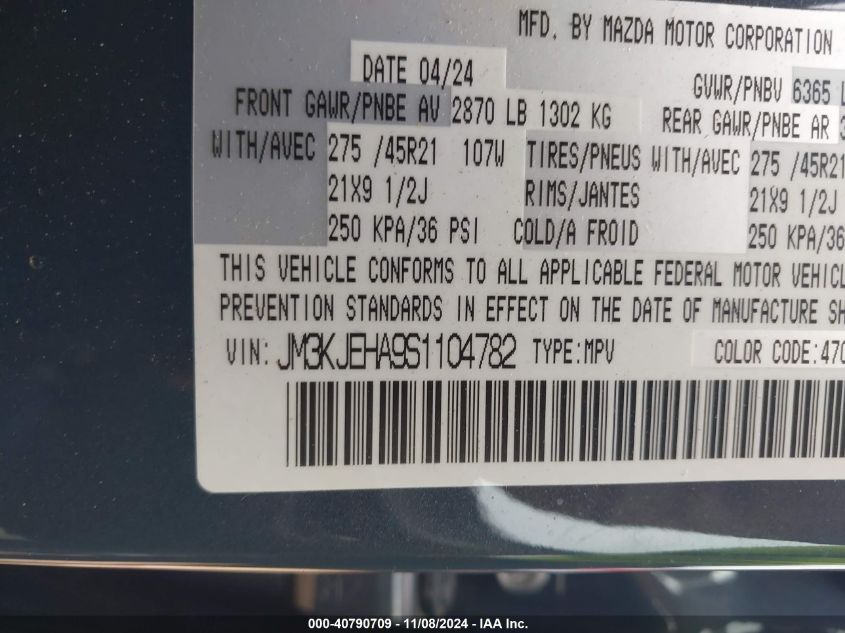 MFD. BY MAZDA MOTOR CORPORATION
DATE 04/24
GVWR/PNBV 6365 L
FRONT GAWR/PNBE AV 2870 LB 1302 KG
REAR GAWR/PNBE AR 3
WITH/AVEC 275 /45R21 107W TIRES/PNEUS WITH/AVEC 275 /45R21
21X9 1/2J RIMS/JANTES 21X9 1/2J
250 KPA/36 PSI COLD/A FROID 250 KPA/36
THIS VEHICLE CONFORMS TO ALL APPLICABLE FEDERAL MOTOR VEHICL
PREVENTION STANDARDS IN EFFECT ON THE DATE OF MANUFACTURE SH
VIN: JM3KJEHA9S1104782 TYPE:MPV COLOR CODE:47C
000-40790709 - 11/08/2024 - IAA Inc.